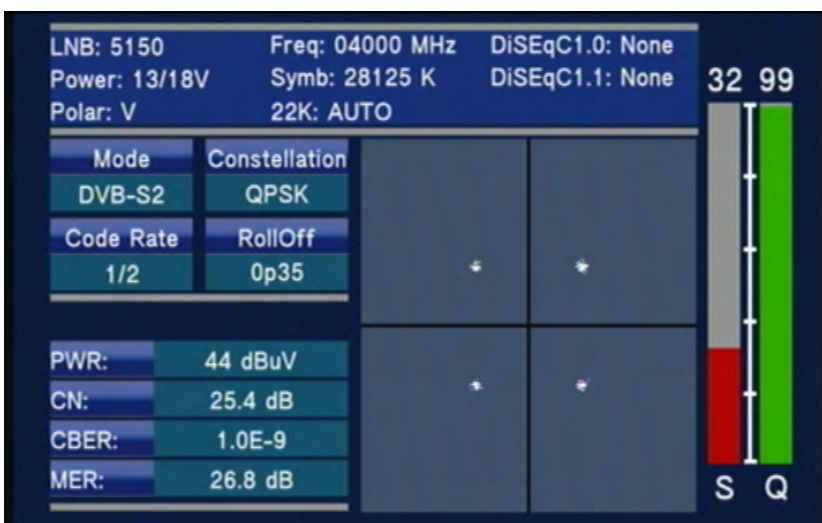 LNB: 5150 Freq: 04000 MHz DiSEqC1.0: None
Power: 13/18V Symb: 28125 K DiSEqC1.1: None
Polar: V 22K: AUTO
32 99
Mode Constellation
DVB-S2 QPSK
Code Rate RollOff
1/2 0p35
PWR: 44 dBuV
CN: 25.4 dB
CBER: 1.0E-9
MER: 26.8 dB
S Q